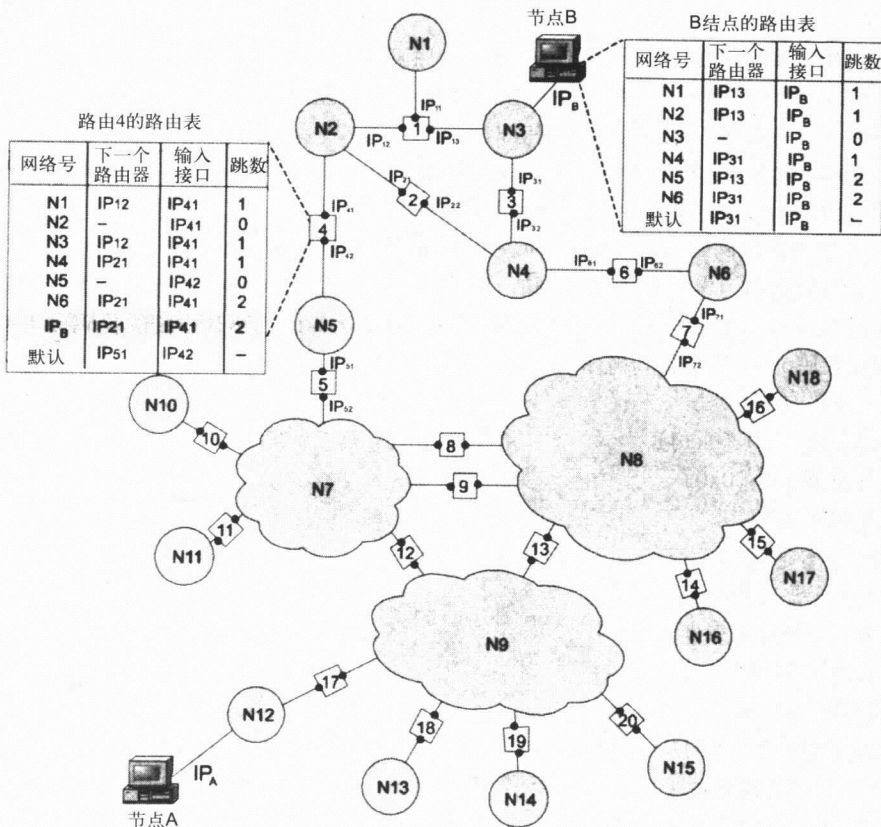 节点B
B结点的路由表
网络号 下一个路由器 输入接口 跳数
N1 IP13 IPB 1
N2 IP13 IPB 1
N3 – IPB 0
N4 IP31 IPB 1
N5 IP13 IPB 2
N6 IP31 IPB 2
默认 IP31 IPB –
路由4的路由表
网络号 下一个路由器 输入接口 跳数
N1 IP12 IP41 1
N2 – IP41 0
N3 IP12 IP41 1
N4 IP21 IP41 1
N5 – IP42 0
N6 IP21 IP41 2
IPB IP21 IP41 2
默认 IP51 IP42 –
N1
IP11
N2
IP12
1
IP13
N3
IPB
IP21
2
IP22
IP31
3
IP32
IP41
4
IP42
N4
IP61
6
IP62
N6
IP71
7
IP72
N5
IP51
5
IP52
N10
10
N18
16
8
N7
9
N8
N11
11
12
13
15
N17
14
N16
N9
17
N12
18
19
20
N13
N14
N15
IPA
节点A